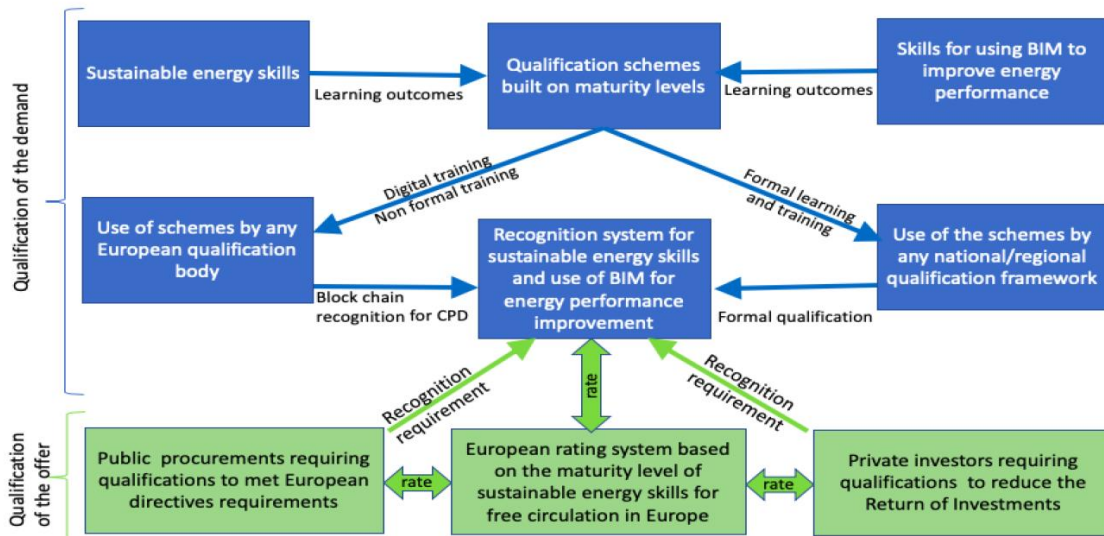 Qualification of the demand
Sustainable energy skills
Learning outcomes
Qualification schemes
built on maturity levels
Learning outcomes
Skills for using BIM to
improve energy
performance
Digital training
Non formal training
Formal learning
and training
Use of schemes by any
European qualification
body
Block chain
recognition for CPD
Recognition system for
sustainable energy skills
and use of BIM for
energy performance
improvement
Formal qualification
Use of the schemes by
any national/regional
qualification framework
Recognition
requirement
rate
Recognition
requirement
Qualification
of the offer
Public procurements requiring
qualifications to met European
directives requirements
rate
European rating system based
on the maturity level of
sustainable energy skills for
free circulation in Europe
rate
Private investors requiring
qualifications to reduce the
Return of Investments